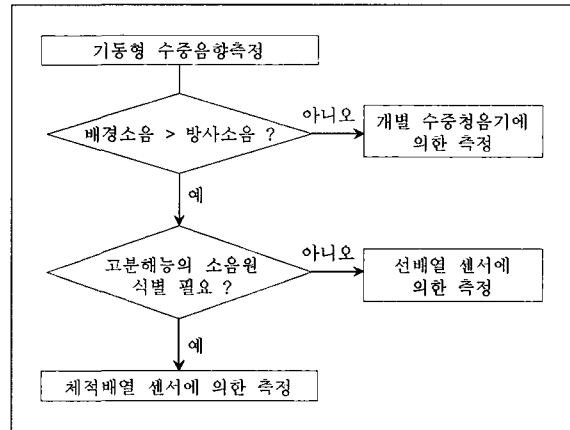 기동형 수중음향측정
배경소음 > 방사소음 ?
아니오
개별 수중청음기에
의한 측정
예
고분해능의 소음원
식별 필요 ?
아니오
선배열 센서에
의한 측정
예
체적배열 센서에 의한 측정